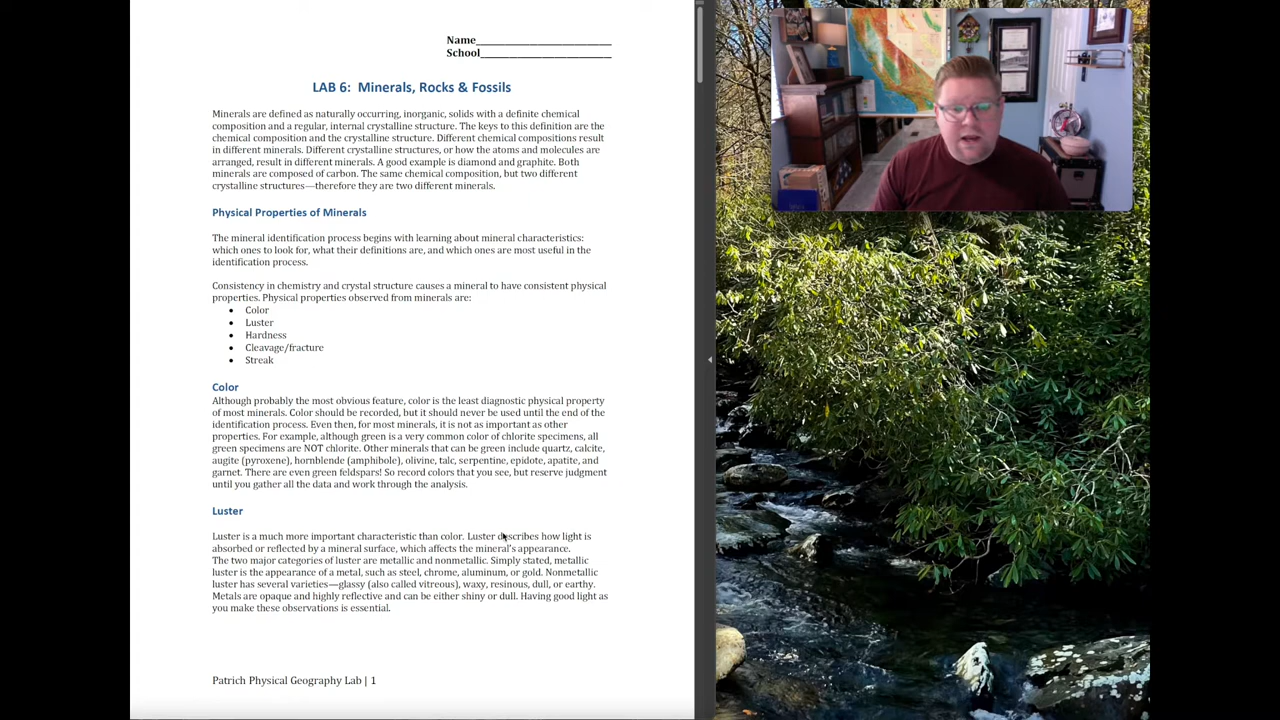 Name_______________________
School_______________________
LAB 6:  Minerals, Rocks & Fossils
Minerals are defined as naturally occurring, inorganic, solids with a definite chemical
composition and a regular, internal crystalline structure. The keys to this definition are the
chemical composition and the crystalline structure. Different chemical compositions result
in different minerals. Different crystalline structures, or how the atoms and molecules are
arranged, result in different minerals. A good example is diamond and graphite. Both
minerals are composed of carbon. The same chemical composition, but two different
crystalline structures—therefore they are two different minerals.
Physical Properties of Minerals
The mineral identification process begins with learning about mineral characteristics:
which ones to look for, what their definitions are, and which ones are most useful in the
identification process.
Consistency in chemistry and crystal structure causes a mineral to have consistent physical
properties. Physical properties observed from minerals are:
• Color
• Luster
• Hardness
• Cleavage/fracture
• Streak
Color
Although probably the most obvious feature, color is the least diagnostic physical property
of most minerals. Color should be recorded, but it should never be used until the end of the
identification process. Even then, for most minerals, it is not as important as other
properties. For example, although green is a very common color of chlorite specimens, all
green specimens are NOT chlorite. Other minerals that can be green include quartz, calcite,
augite (pyroxene), hornblende (amphibole), olivine, talc, serpentine, epidote, apatite, and
garnet. There are even green feldspars! So record colors that you see, but reserve judgment
until you gather all the data and work through the analysis.
Luster
Luster is a much more important characteristic than color. Luster describes how light is
absorbed or reflected by a mineral surface, which affects the mineral's appearance.
The two major categories of luster are metallic and nonmetallic. Simply stated, metallic
luster is the appearance of a metal, such as steel, chrome, aluminum, or gold. Nonmetallic
luster has several varieties—glassy (also called vitreous), waxy, resinous, dull, or earthy.
Metals are opaque and highly reflective and can be either shiny or dull. Having good light as
you make these observations is essential.
Patrich Physical Geography Lab | 1